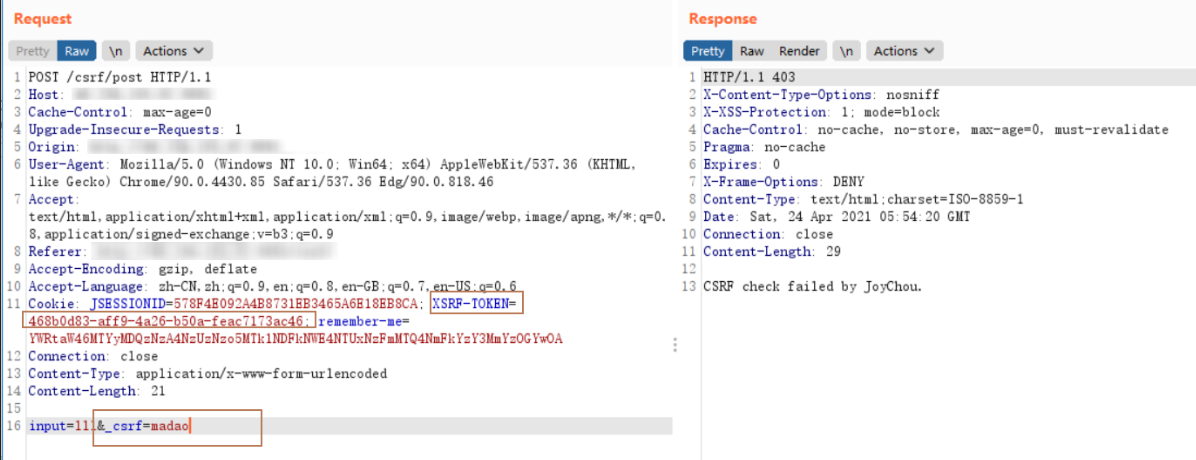 Request
Pretty Raw \n Actions
1 POST /csrf/post HTTP/1.1
2 Host:
3 Cache-Control: max-age=0
4 Upgrade-Insecure-Requests: 1
5 Origin:
6 User-Agent: Mozilla/5.0 (Windows NT 10.0; Win64; x64) AppleWebKit/537.36 (KHTML,
like Gecko) Chrome/90.0.4430.85 Safari/537.36 Edg/90.0.818.46
7 Accept:
text/html,application/xhtml+xml,application/xml;q=0.9,image/webp,image/apng,*/*;q=0.
8,application/signed-exchange;v=b3;q=0.9
8 Referer:
9 Accept-Encoding: gzip, deflate
10 Accept-Language: zh-CN,zh;q=0.9,en;q=0.8,en-GB;q=0.7,en-US;q=0.6
11 Cookie: JSESSIONID=578F4E092A4B8731EB3465A6E18EB8CA; XSRF-TOKEN=
468b0d83-aff9-4a26-b50a-feac7173ac46; remember-me=
YWRtaW46MTYyMDQzNzA4NzUzNzo5MTk1NDFkNWE4NTUxNzFmMTQ4NmFkYzY3MmYzOGYwOA
12 Connection: close
13 Content-Type: application/x-www-form-urlencoded
14 Content-Length: 21
15
16 input=111&_csrf=madao
Response
Pretty Raw Render \n Actions
1 HTTP/1.1 403
2 X-Content-Type-Options: nosniff
3 X-XSS-Protection: 1; mode=block
4 Cache-Control: no-cache, no-store, max-age=0, must-revalidate
5 Pragma: no-cache
6 Expires: 0
7 X-Frame-Options: DENY
8 Content-Type: text/html;charset=ISO-8859-1
9 Date: Sat, 24 Apr 2021 05:54:20 GMT
10 Connection: close
11 Content-Length: 29
12
13 CSRF check failed by JoyChou.